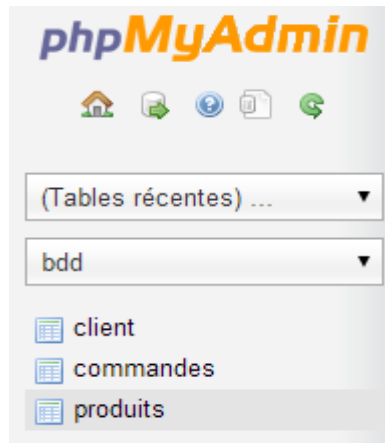 phpMyAdmin
(Tables récentes) ...
bdd
client
commandes
produits